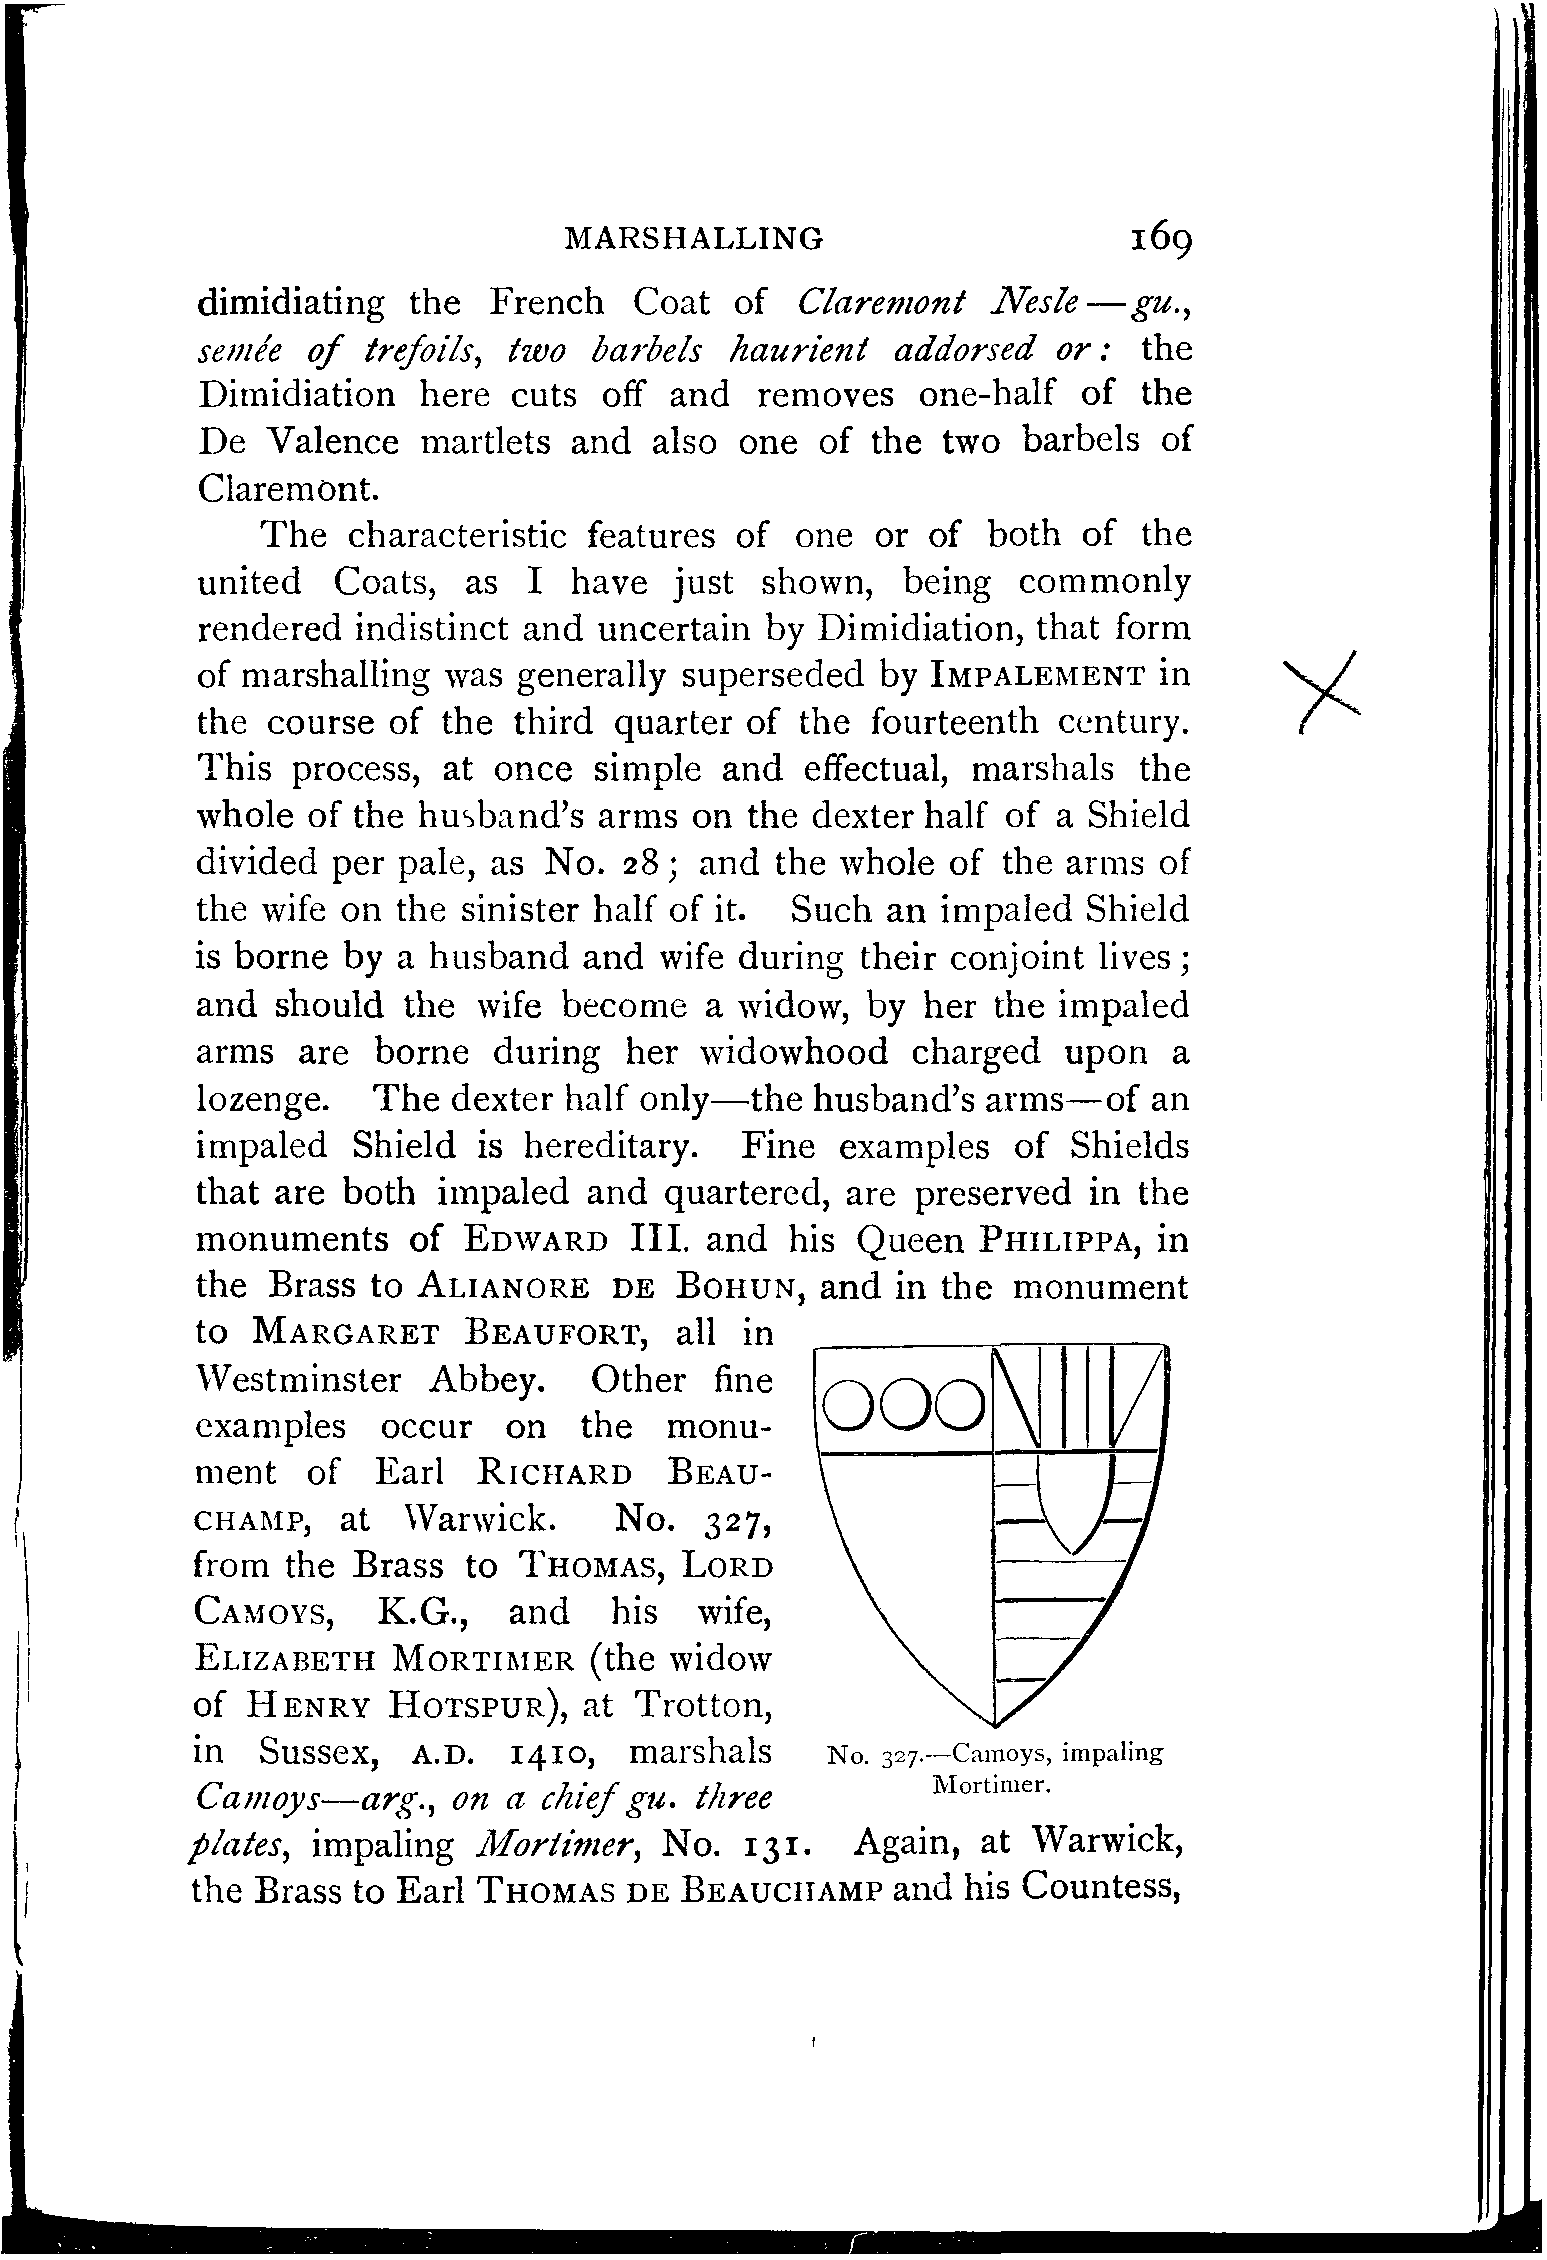 MARSHALLING 169
dimidiating the French Coat of Claremont Nesle—gu.,
semée of trefoils, two barbels haurient addorsed or: the
Dimidiation here cuts off and removes one-half of the
De Valence martlets and also one of the two barbels of
Claremont.
The characteristic features of one or of both of the
united Coats, as I have just shown, being commonly
rendered indistinct and uncertain by Dimidiation, that form
of marshalling was generally superseded by IMPALEMENT in
the course of the third quarter of the fourteenth century.
This process, at once simple and effectual, marshals the
whole of the husband's arms on the dexter half of a Shield
divided per pale, as No. 28; and the whole of the arms of
the wife on the sinister half of it. Such an impaled Shield
is borne by a husband and wife during their conjoint lives;
and should the wife become a widow, by her the impaled
arms are borne during her widowhood charged upon a
lozenge. The dexter half only—the husband's arms—of an
impaled Shield is hereditary. Fine examples of Shields
that are both impaled and quartered, are preserved in the
monuments of EDWARD III. and his Queen PHILIPPA, in
the Brass to ALIANORE DE BOHUN, and in the monument
to MARGARET BEAUFORT, all in
Westminster Abbey. Other fine
examples occur on the monu-
ment of Earl RICHARD BEAU-
CHAMP, at Warwick. No. 327,
from the Brass to THOMAS, LORD
CAMOYS, K.G., and his wife,
ELIZABETH MORTIMER (the widow
of HENRY HOTSPUR), at Trotton,
in Sussex, A.D. 1410, marshals
Camoys—arg., on a chief gu. three
No. 327.—Camoys, impaling
Mortimer.
plates, impaling Mortimer, No. 131. Again, at Warwick,
the Brass to Earl THOMAS DE BEAUCHAMP and his Countess,